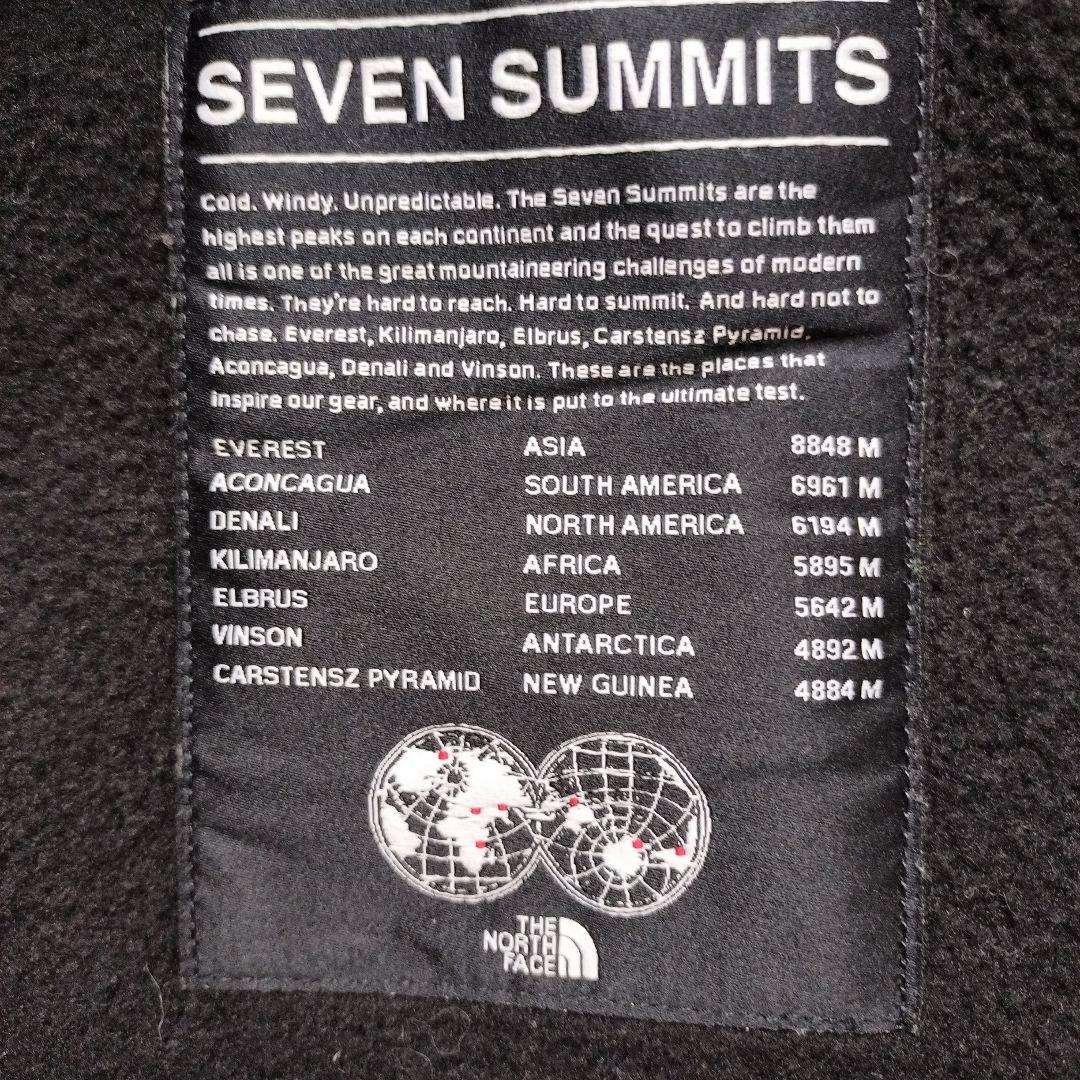 SEVEN SUMMITS
Cold. Windy. Unpredictable. The Seven Summits are the
highest peaks on each continent and the quest to climb them
all is one of the great mountaineering challenges of modern
times. They're hard to reach. Hard to summit. And hard not to
chase. Everest, Kilimanjaro, Elbrus, Carstensz Pyramid,
Aconcagua, Denali and Vinson. These are the places that
inspire our gear, and where it is put to the ultimate test.
EVEREST ASIA 8848 M
ACONCAGUA SOUTH AMERICA 6961 M
DENALI NORTH AMERICA 6194 M
KILIMANJARO AFRICA 5895 M
ELBRUS EUROPE 5642 M
VINSON ANTARCTICA 4892 M
CARSTENSZ PYRAMID NEW GUINEA 4884 M
THE
NORTH
FACE